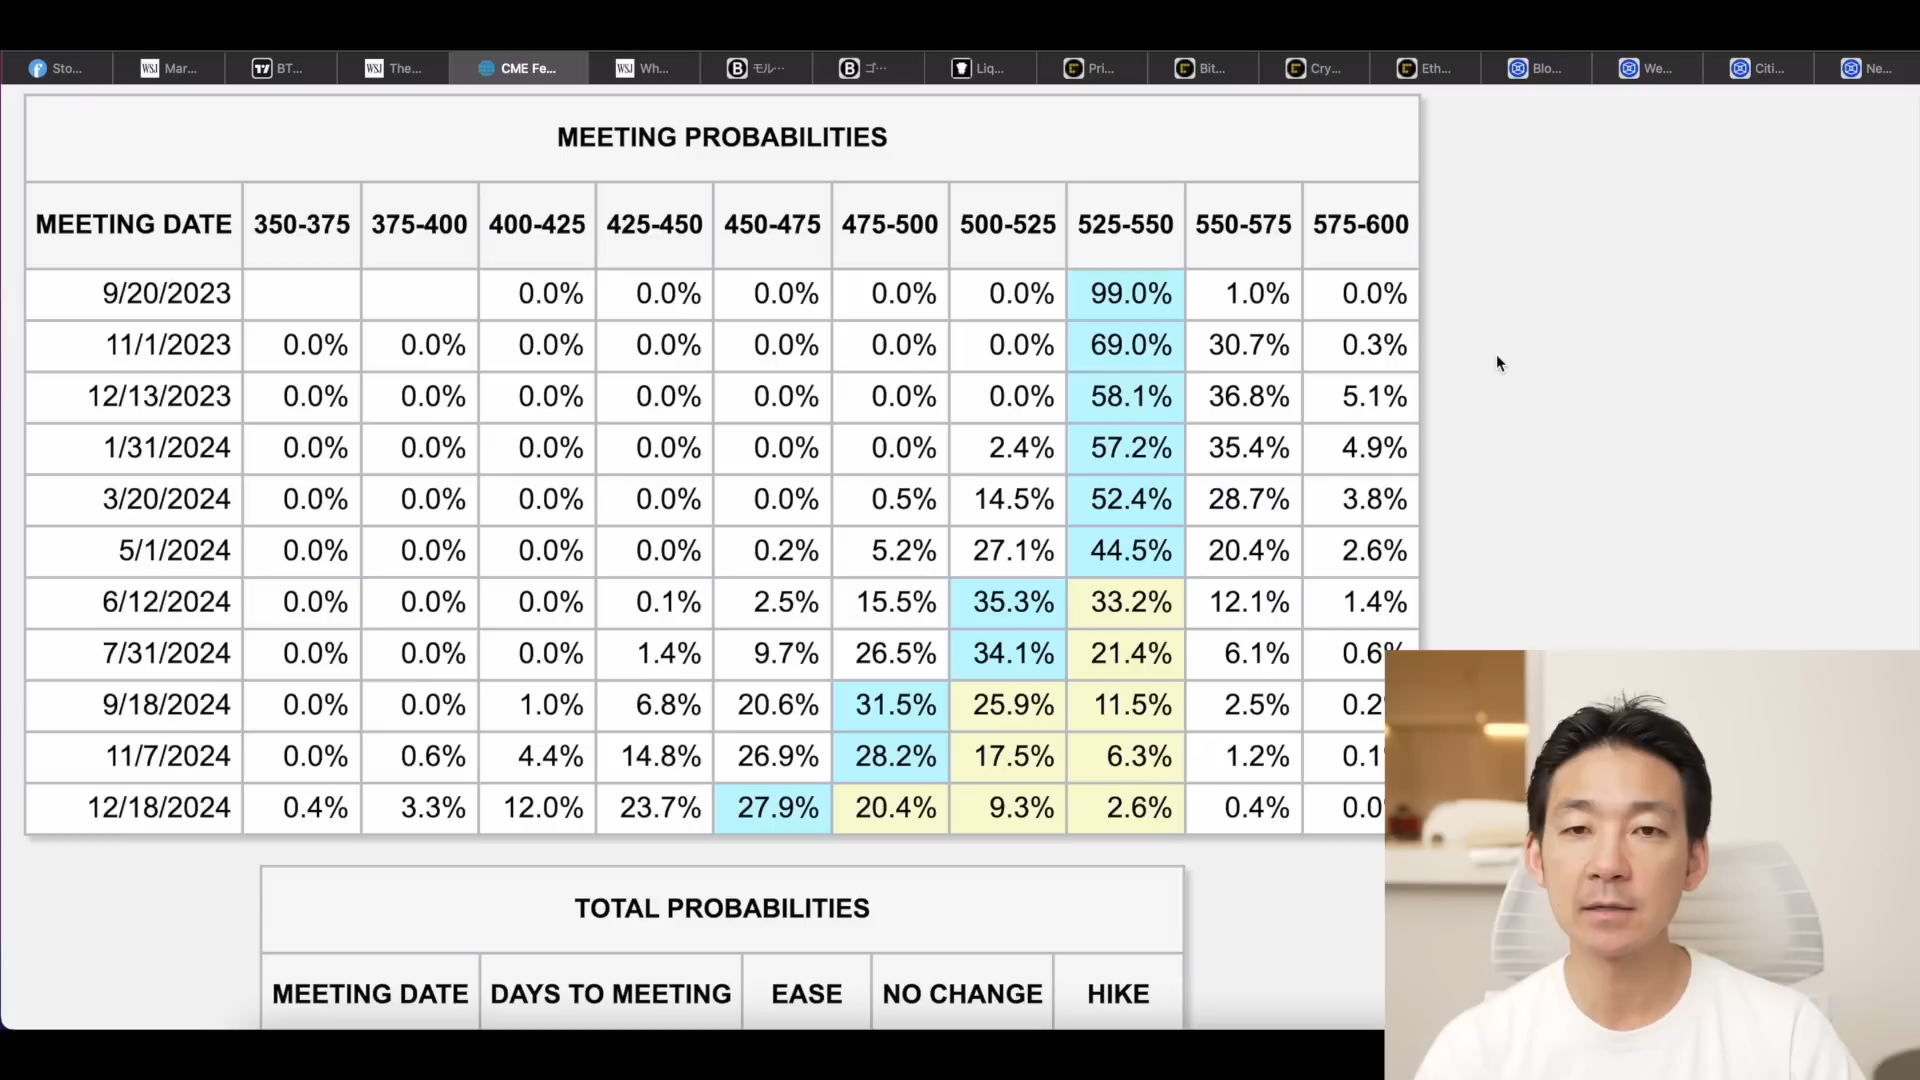 Sto...
WSJ Mar...
BT...
WSJ The...
CME Fe...
WSJ Wh...
B モル…
B ゴ…
Liq...
Pri...
Bit...
Cry...
Eth...
Blo...
We...
Citi...
Ne...
MEETING PROBABILITIES
MEETING DATE 350-375 375-400 400-425 425-450 450-475 475-500 500-525 525-550 550-575 575-600
9/20/2023 0.0% 0.0% 0.0% 0.0% 0.0% 99.0% 1.0% 0.0%
11/1/2023 0.0% 0.0% 0.0% 0.0% 0.0% 0.0% 0.0% 69.0% 30.7% 0.3%
12/13/2023 0.0% 0.0% 0.0% 0.0% 0.0% 0.0% 0.0% 58.1% 36.8% 5.1%
1/31/2024 0.0% 0.0% 0.0% 0.0% 0.0% 0.0% 2.4% 57.2% 35.4% 4.9%
3/20/2024 0.0% 0.0% 0.0% 0.0% 0.0% 0.5% 14.5% 52.4% 28.7% 3.8%
5/1/2024 0.0% 0.0% 0.0% 0.0% 0.2% 5.2% 27.1% 44.5% 20.4% 2.6%
6/12/2024 0.0% 0.0% 0.0% 0.1% 2.5% 15.5% 35.3% 33.2% 12.1% 1.4%
7/31/2024 0.0% 0.0% 0.0% 1.4% 9.7% 26.5% 34.1% 21.4% 6.1% 0.6%
9/18/2024 0.0% 0.0% 1.0% 6.8% 20.6% 31.5% 25.9% 11.5% 2.5% 0.2
11/7/2024 0.0% 0.6% 4.4% 14.8% 26.9% 28.2% 17.5% 6.3% 1.2% 0.1
12/18/2024 0.4% 3.3% 12.0% 23.7% 27.9% 20.4% 9.3% 2.6% 0.4% 0.0
TOTAL PROBABILITIES
MEETING DATE DAYS TO MEETING EASE NO CHANGE HIKE